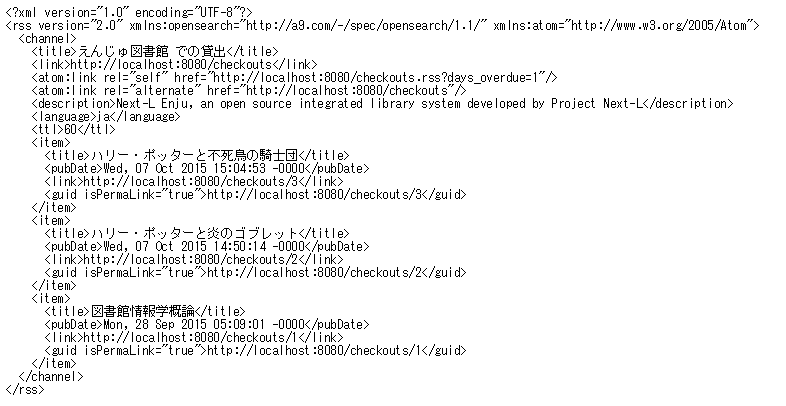 <?xml version="1.0" encoding="UTF-8"?>
<rss version="2.0" xmlns:opensearch="http://a9.com/-/spec/opensearch/1.1/" xmlns:atom="http://www.w3.org/2005/Atom">
<channel>
<title>えんじゅ図書館 での貸出</title>
<link>http://localhost:8080/checkouts</link>
<atom:link rel="self" href="http://localhost:8080/checkouts.rss?days_overdue=1"/>
<atom:link rel="alternate" href="http://localhost:8080/checkouts"/>
<description>Next-L Enju, an open source integrated library system developed by Project Next-L</description>
<language>ja</language>
<ttl>60</ttl>
<item>
<title>ハリー・ポッターと不死鳥の騎士団</title>
<pubDate>Wed, 07 Oct 2015 15:04:53 -0000</pubDate>
<link>http://localhost:8080/checkouts/3</link>
<guid isPermaLink="true">http://localhost:8080/checkouts/3</guid>
</item>
<item>
<title>ハリー・ポッターと炎のゴブレット</title>
<pubDate>Wed, 07 Oct 2015 14:50:14 -0000</pubDate>
<link>http://localhost:8080/checkouts/2</link>
<guid isPermaLink="true">http://localhost:8080/checkouts/2</guid>
</item>
<item>
<title>図書館情報学概論</title>
<pubDate>Mon, 28 Sep 2015 05:09:01 -0000</pubDate>
<link>http://localhost:8080/checkouts/1</link>
<guid isPermaLink="true">http://localhost:8080/checkouts/1</guid>
</item>
</channel>
</rss>